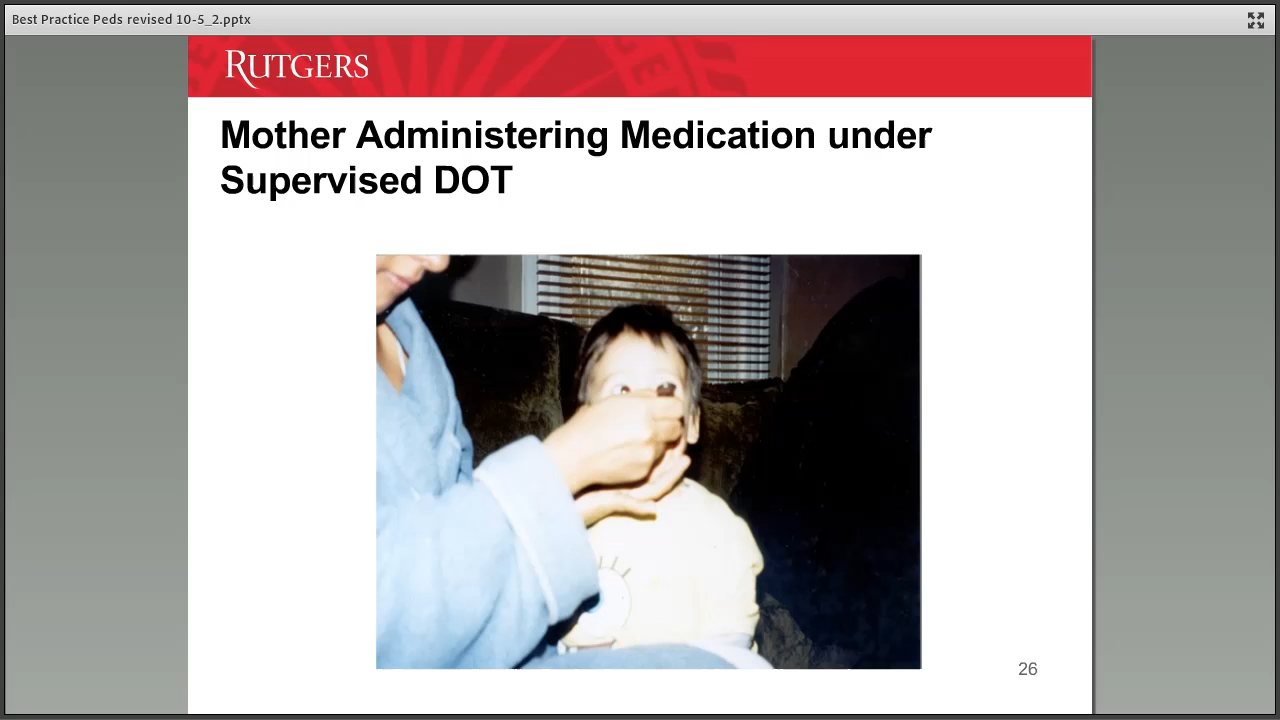 Best Practice Peds revised 10-5_2.pptx
RUTGERS
Mother Administering Medication under
Supervised DOT
26